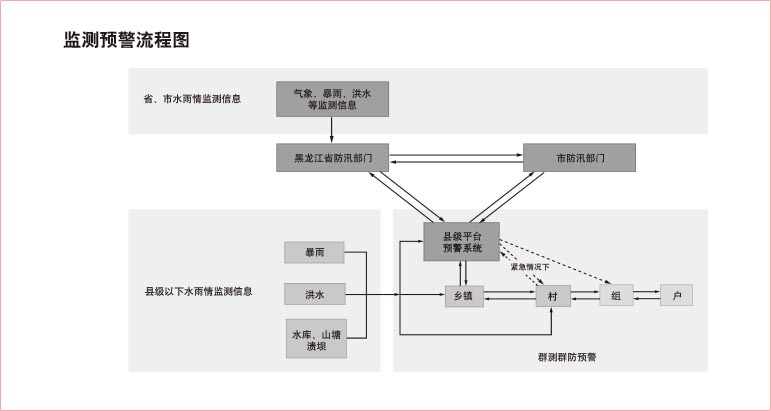 监测预警流程图
省、市水雨情监测信息
气象、暴雨、洪水
等监测信息
黑龙江省防汛部门
市防汛部门
县级平台
预警系统
暴雨
紧急情况下
县级以下水雨情监测信息
洪水
乡镇
村
组
户
水库、山塘
溃坝
群测群防预警